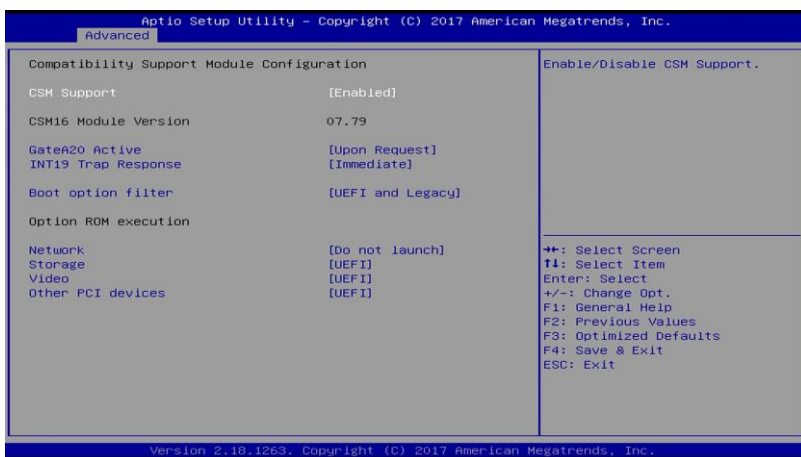 Aptio Setup Utility – Copyright (C) 2017 American Megatrends, Inc.
Advanced
Compatibility Support Module Configuration
CSM Support [Enabled]
CSM16 Module Version 07.79
GateA20 Active [Upon Request]
INT19 Trap Response [Immediate]
Boot option filter [UEFI and Legacy]
Option ROM execution
Network [Do not launch]
Storage [UEFI]
Video [UEFI]
Other PCI devices [UEFI]
Enable/Disable CSM Support.
→←: Select Screen
↑↓: Select Item
Enter: Select
+/-: Change Opt.
F1: General Help
F2: Previous Values
F3: Optimized Defaults
F4: Save & Exit
ESC: Exit
Version 2.18.1263. Copyright (C) 2017 American Megatrends, Inc.